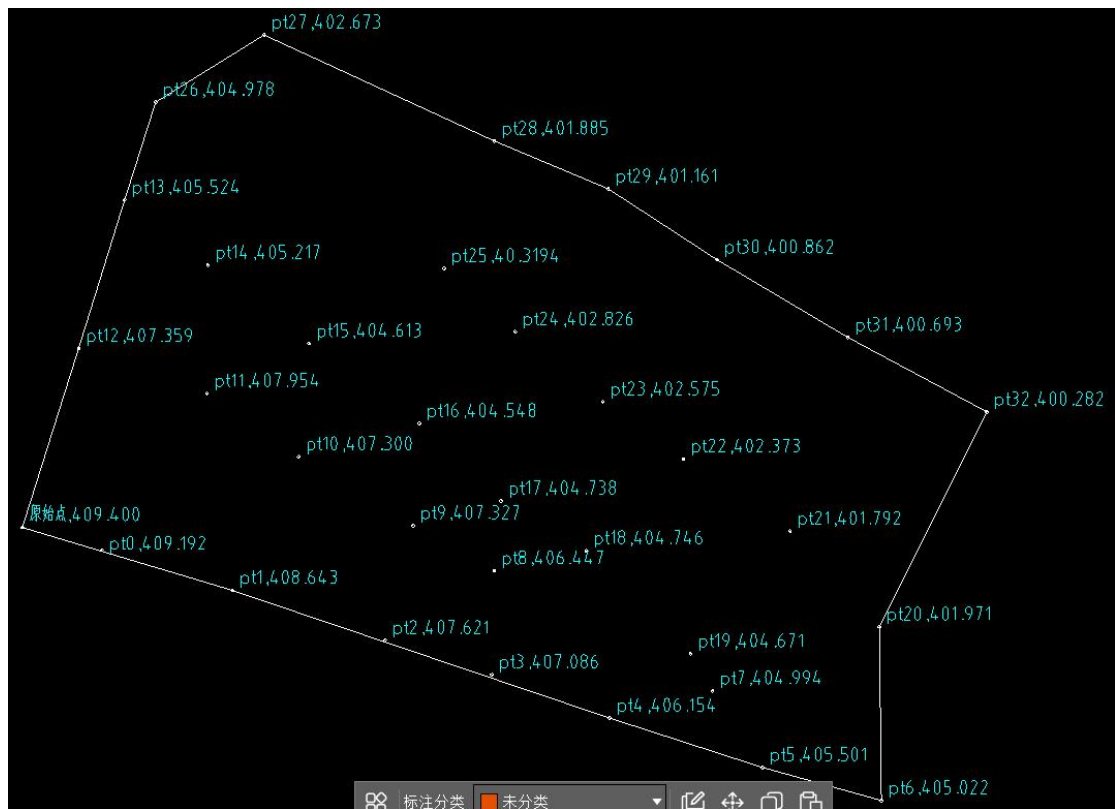 pt27,402.673
pt26,404.978
pt28,401.885
pt29,401.161
pt13,405.524
pt30,400.862
pt14,405.217
pt25,40.3194
pt24,402.826
pt31,400.693
pt12,407.359
pt15,404.613
pt11,407.954
pt23,402.575
pt32,400.282
pt16,404.548
pt10,407.300
pt22,402.373
pt17,404.738
原始点,409.400
pt9,407.327
pt21,401.792
pt0,409.192
pt18,404.746
pt8,406.447
pt1,408.643
pt20,401.971
pt2,407.621
pt19,404.671
pt3,407.086
pt7,404.994
pt4,406.154
pt5,405.501
pt6,405.022
标注分类 未分类